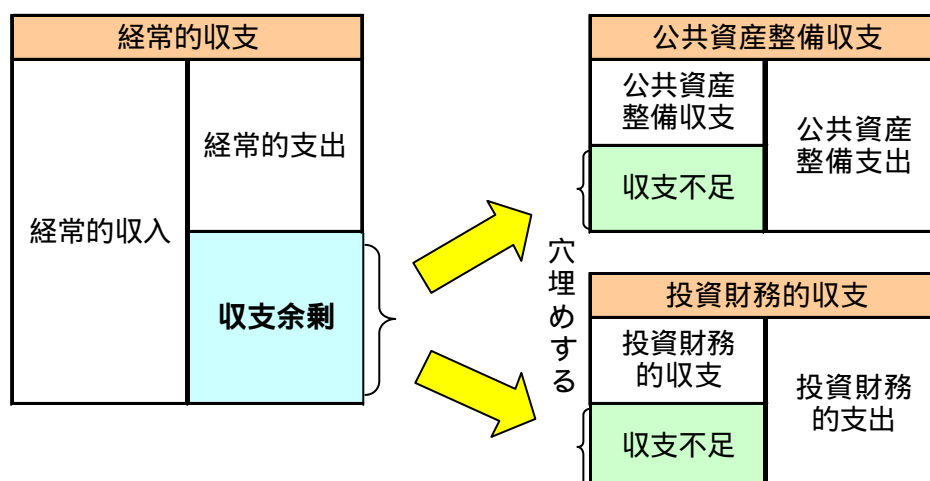 経常的収支
経常的収入
経常的支出
収支余剰
穴埋めする
公共資産整備収支
公共資産
整備収支
収支不足
公共資産
整備支出
投資財務的収支
投資財務
的収支
収支不足
投資財務
的支出